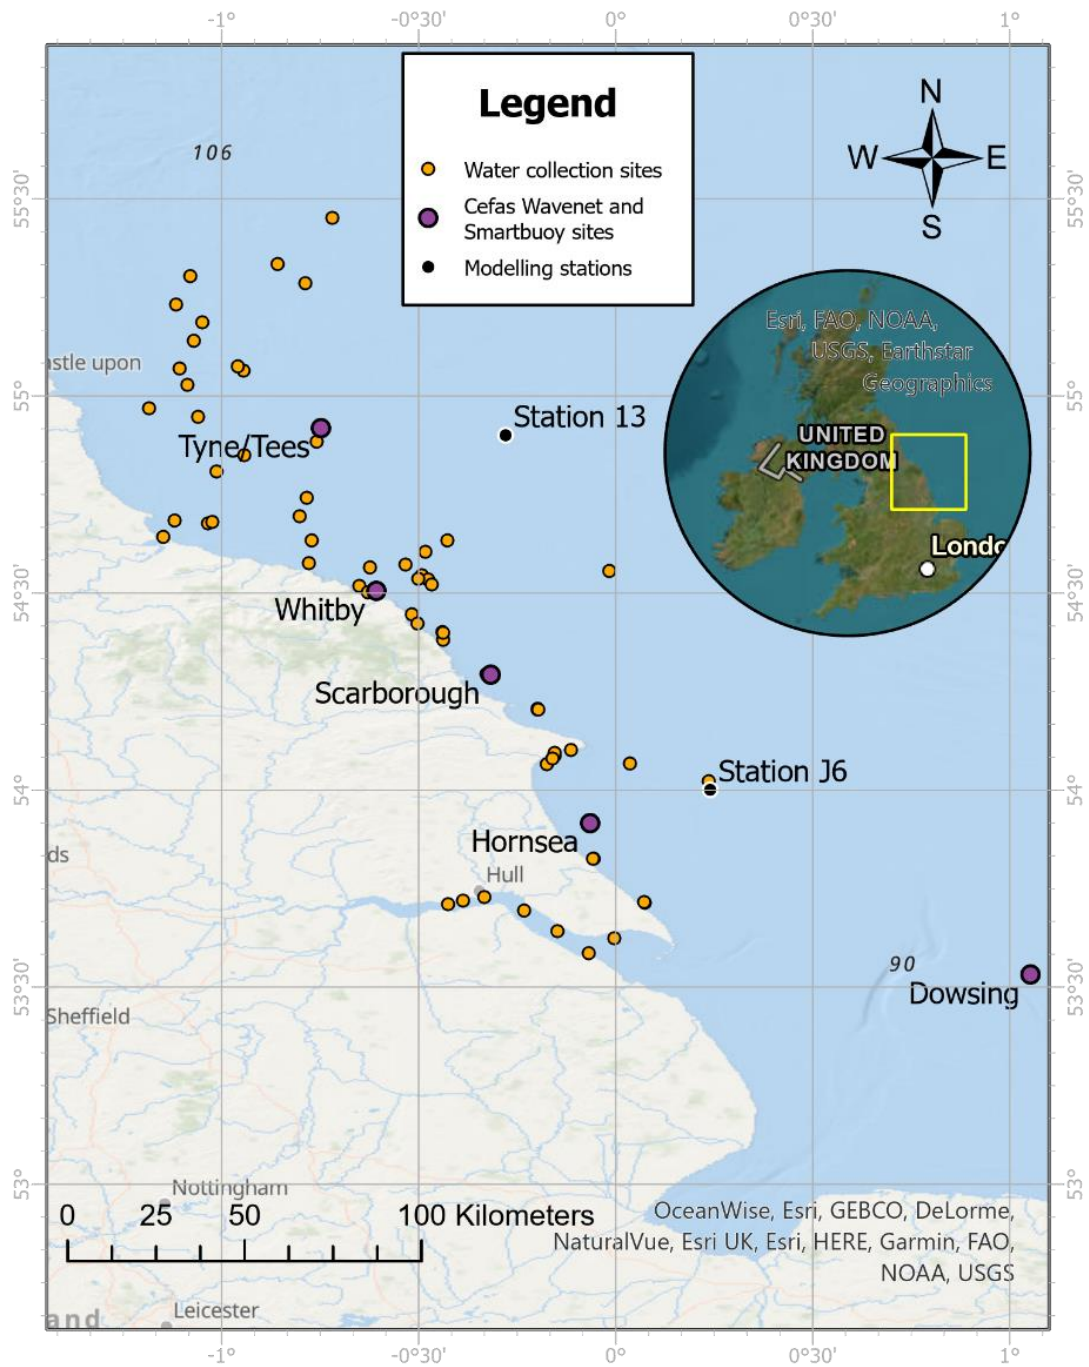 -1°
-0°30'
0°
0°30'
1°
Legend
Water collection sites
Cefas Wavenet and
Smartbuoy sites
Modelling stations
N
W
E
S
106
55°30'
55°30'
Esri, FAO, NOAA,
USGS, Earthstar
Geographics
UNITED
KINGDOM
Londo
astle upon
55°
55°
Station 13
Tyne/Tees
54°30'
54°30'
Whitby
Scarborough
Station J6
54°
54°
Hornsea
ds
Hull
90
Dowsing
53°30'
53°30'
Sheffield
53°
53°
Nottingham
0
25
50
100 Kilometers
OceanWise, Esri, GEBCO, DeLorme,
NaturalVue, Esri UK, Esri, HERE, Garmin, FAO,
NOAA, USGS
Leicester
and
-1°
-0°30'
0°
0°30'
1°